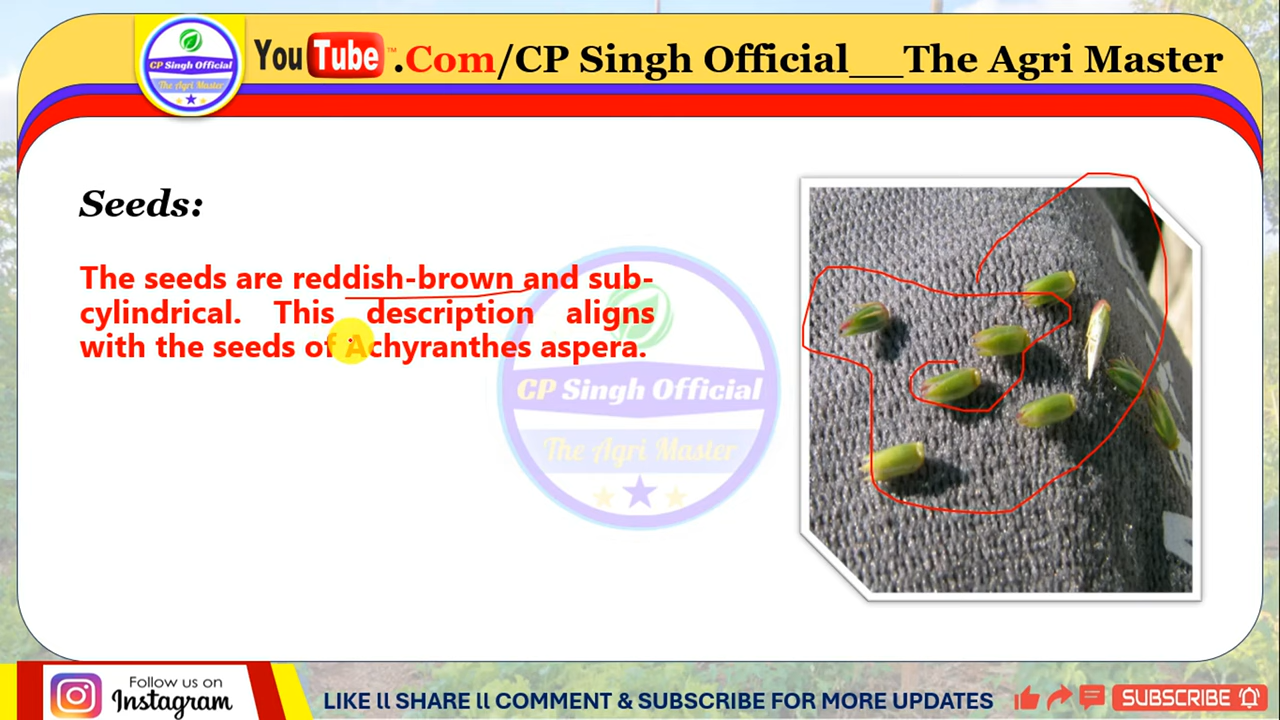 CP Singh Official
The Agri Master
YouTube™.Com/CP Singh Official__The Agri Master
Seeds:
The seeds are reddish-brown and sub-
cylindrical. This description aligns
with the seeds of Achyranthes aspera.
CP Singh Official
The Agri Master
Follow us on
Instagram
LIKE ll SHARE ll COMMENT & SUBSCRIBE FOR MORE UPDATES
SUBSCRIBE